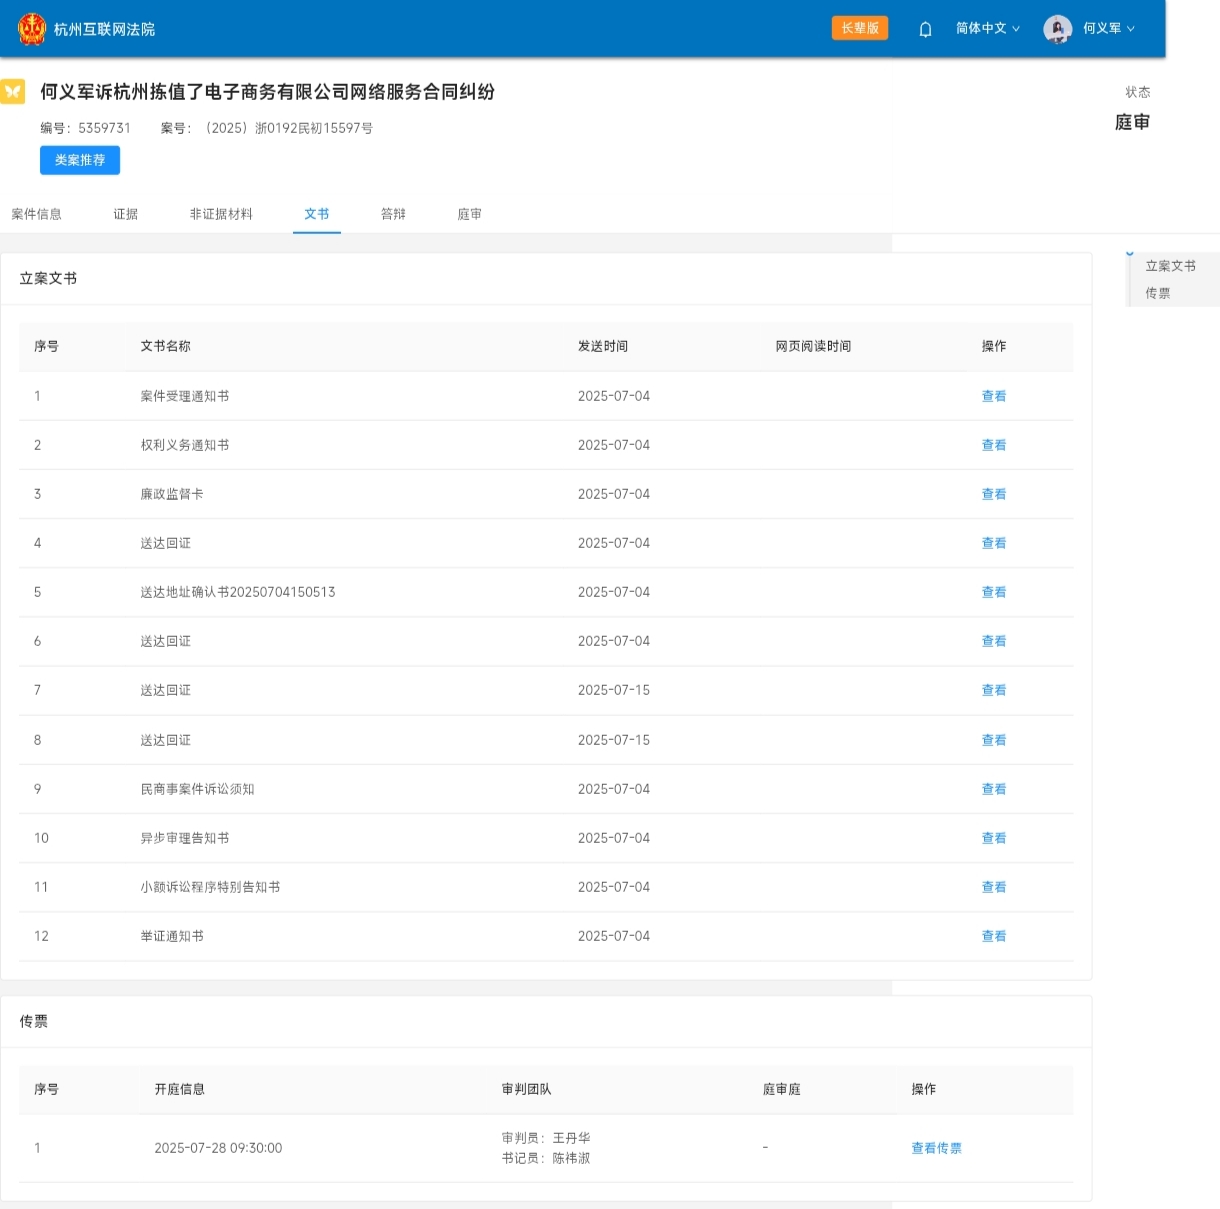 杭州互联网法院
长辈版
简体中文
何义军
何义军诉杭州拣值了电子商务有限公司网络服务合同纠纷
状态
编号：5359731 案号：（2025）浙0192民初15597号
庭审
类案推荐
案件信息 证据 非证据材料 文书 答辩 庭审
立案文书
传票
立案文书
序号 文书名称 发送时间 网页阅读时间 操作
1 案件受理通知书 2025-07-04 查看
2 权利义务通知书 2025-07-04 查看
3 廉政监督卡 2025-07-04 查看
4 送达回证 2025-07-04 查看
5 送达地址确认书20250704150513 2025-07-04 查看
6 送达回证 2025-07-04 查看
7 送达回证 2025-07-15 查看
8 送达回证 2025-07-15 查看
9 民商事案件诉讼须知 2025-07-04 查看
10 异步审理告知书 2025-07-04 查看
11 小额诉讼程序特别告知书 2025-07-04 查看
12 举证通知书 2025-07-04 查看
传票
序号 开庭信息 审判团队 庭审庭 操作
1 2025-07-28 09:30:00 审判员：王丹华 - 查看传票
书记员：陈祎淑